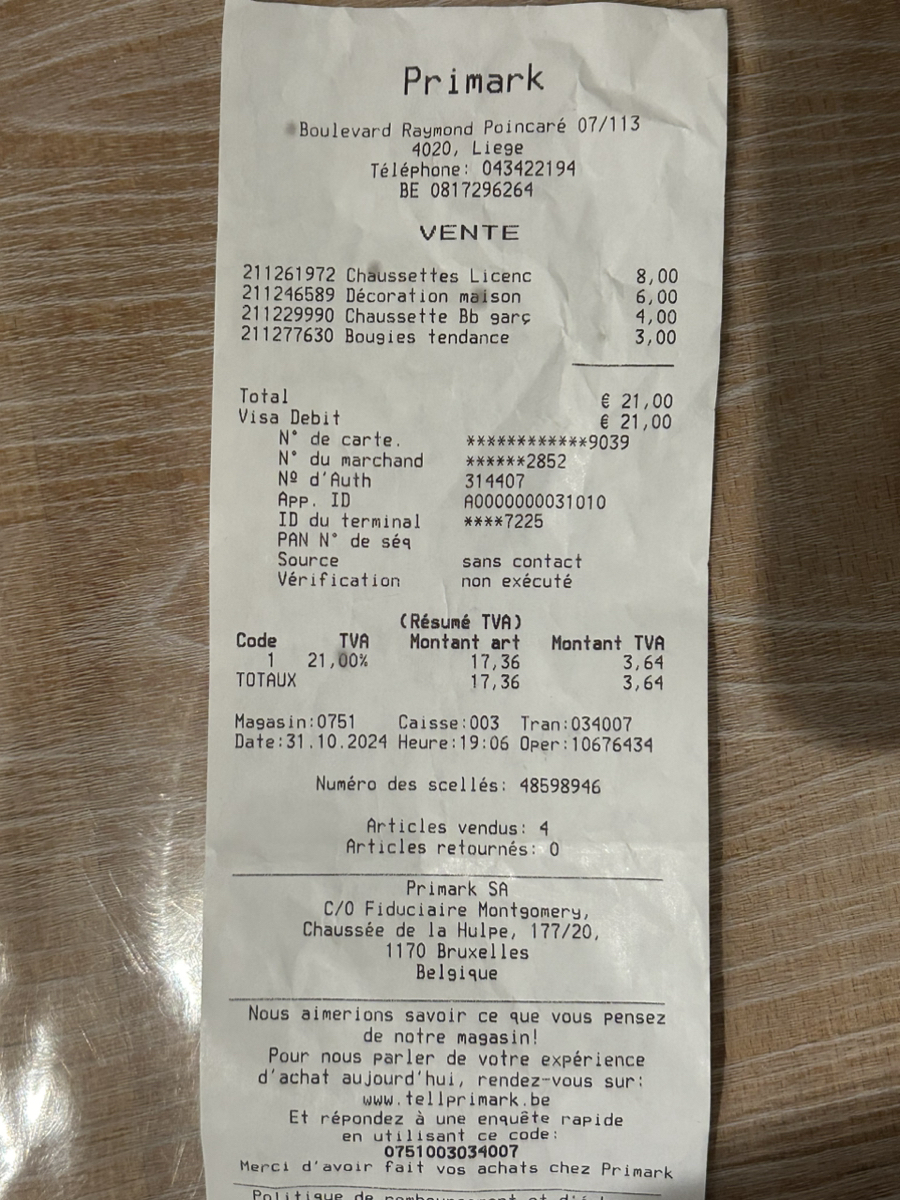 Primark
Boulevard Raymond Poincaré 07/113
4020, Liege
Téléphone: 043422194
BE 0817296264
VENTE
211261972 Chaussettes Licenc 8,00
211246589 Décoration maison 6,00
211229990 Chaussette Bb garç 4,00
211277630 Bougies tendance 3,00
Total € 21,00
Visa Debit € 21,00
N° de carte. ************9039
N° du marchand ******2852
Nº d'Auth 314407
App. ID A0000000031010
ID du terminal ****7225
PAN N° de séq
Source sans contact
Vérification non exécuté
(Résumé TVA)
Code TVA Montant art Montant TVA
1 21,00% 17,36 3,64
TOTAUX 17,36 3,64
Magasin:0751 Caisse:003 Tran:034007
Date:31.10.2024 Heure:19:06 Oper:10676434
Numéro des scellés: 48598946
Articles vendus: 4
Articles retournés: 0
Primark SA
C/O Fiduciaire Montgomery,
Chaussée de la Hulpe, 177/20,
1170 Bruxelles
Belgique
Nous aimerions savoir ce que vous pensez
de notre magasin!
Pour nous parler de votre expérience
d'achat aujourd'hui, rendez-vous sur:
www.tellprimark.be
Et répondez à une enquête rapide
en utilisant ce code:
0751003034007
Merci d'avoir fait vos achats chez Primark
Politique de remboursement et